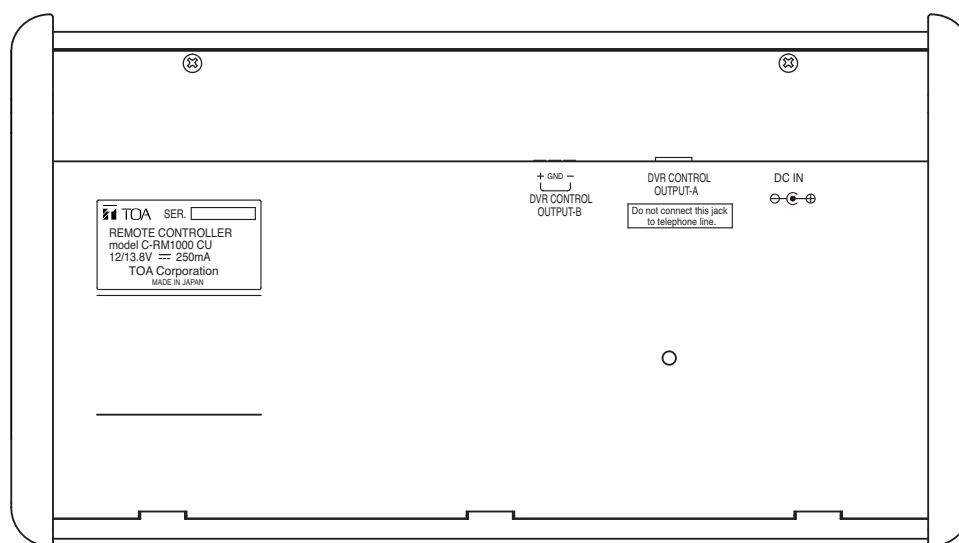 + GND −
DVR CONTROL
OUTPUT-B
DVR CONTROL
OUTPUT-A
Do not connect this jack
to telephone line.
DC IN
TOA SER.
REMOTE CONTROLLER
model C-RM1000 CU
12/13.8V ⎓ 250mA
TOA Corporation
MADE IN JAPAN